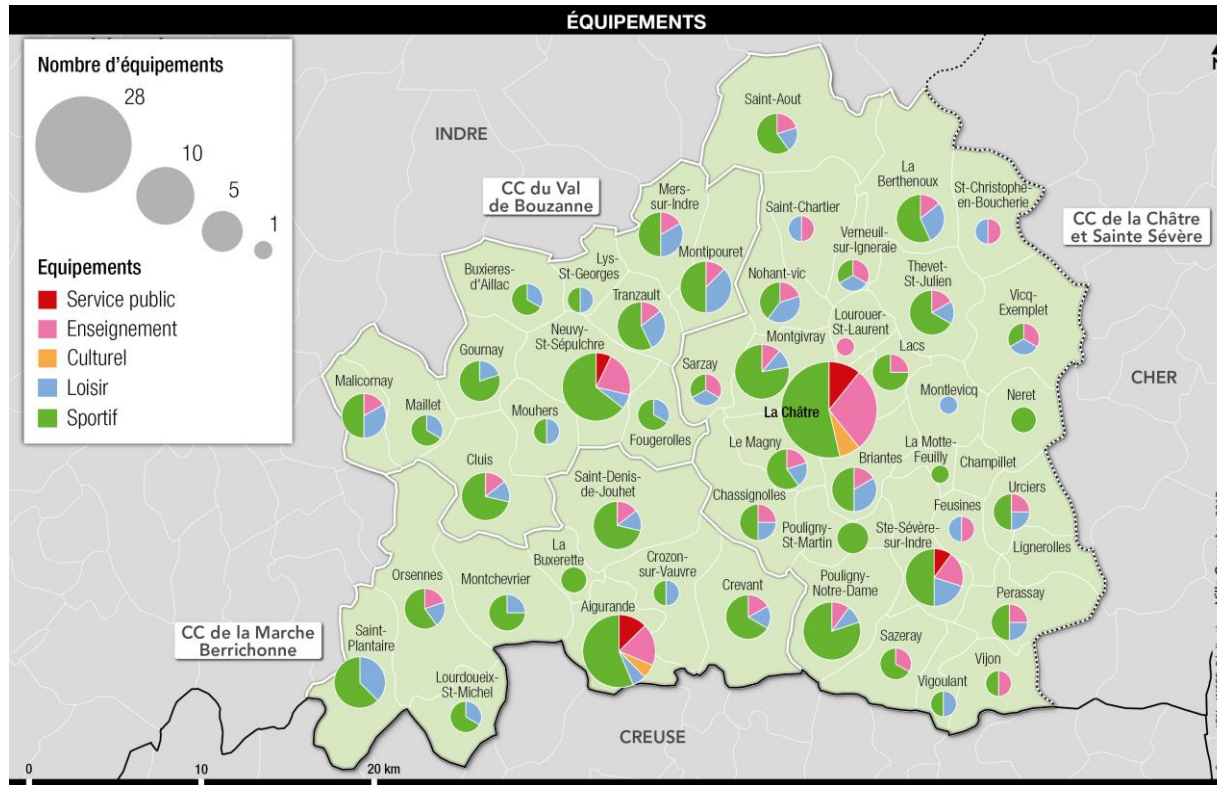 ÉQUIPEMENTS
Nombre d'équipements
28
10
5
1
Equipements
Service public
Enseignement
Culturel
Loisir
Sportif
INDRE
CC du Val
de Bouzanne
CC de la Châtre
et Sainte Sévère
CHER
CC de la Marche
Berrichonne
CREUSE
Saint-Aout
La
Berthenoux
St-Christophe-
en-Boucherie
Mers-
sur-Indre
Saint-Chartier
Verneuil-
sur-Igneraie
Montipouret
Lys-
St-Georges
Buxieres-
d'Aillac
Tranzault
Nohant-vic
Thevet-
St-Julien
Vicq-
Exemplet
Neuvy-
St-Sépulchre
Montgivray
Lourouer-
St-Laurent
Lacs
Gournay
Sarzay
Malicornay
Maillet
Mouhers
Fougerolles
La Châtre
Montlevicq
Neret
Le Magny
Briantes
La Motte-
Feuilly
Champillet
Cluis
Saint-Denis-
de-Jouhet
Chassignolles
Feusines
Urciers
Pouligny-
St-Martin
Ste-Sévère-
sur-Indre
Lignerolles
La
Buxerette
Crozon-
sur-Vauvre
Orsennes
Montchevrier
Crevant
Pouligny-
Notre-Dame
Perassay
Aigurande
Saint-
Plantaire
Sazeray
Vijon
Lourdoueix-
St-Michel
Vigoulant
0
10
20 km